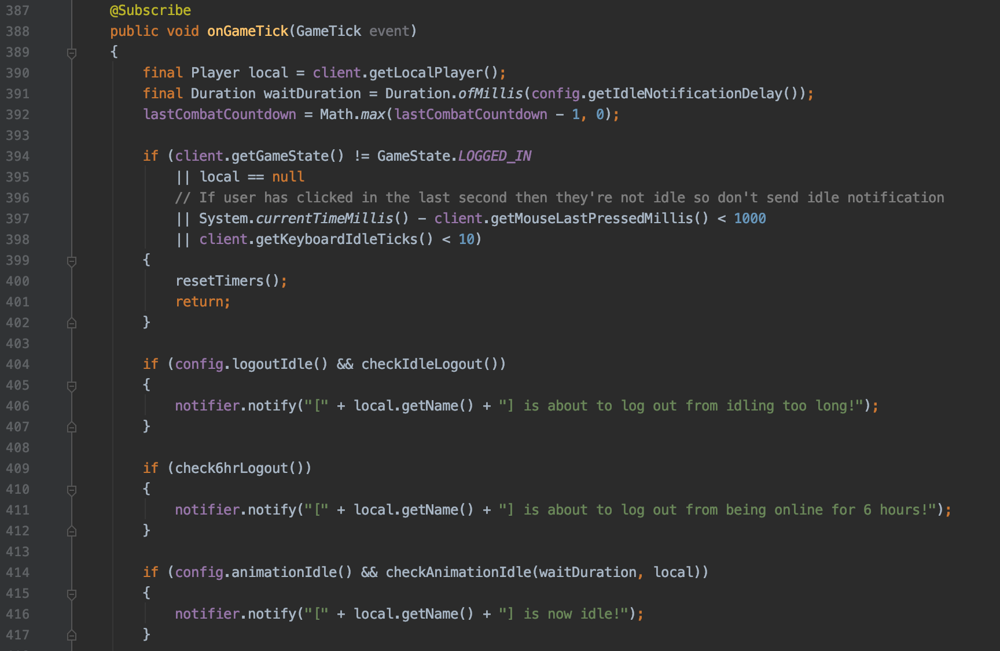 387 @Subscribe
388 public void onGameTick(GameTick event)
389 {
390 final Player local = client.getLocalPlayer();
391 final Duration waitDuration = Duration.ofMillis(config.getIdleNotificationDelay());
392 lastCombatCountdown = Math.max(lastCombatCountdown - 1, 0);
393
394 if (client.getGameState() != GameState.LOGGED_IN
395 || local == null
396 // If user has clicked in the last second then they're not idle so don't send idle notification
397 || System.currentTimeMillis() - client.getMouseLastPressedMillis() < 1000
398 || client.getKeyboardIdleTicks() < 10)
399 {
400 resetTimers();
401 return;
402 }
403
404 if (config.logoutIdle() && checkIdleLogout())
405 {
406 notifier.notify("[" + local.getName() + "] is about to log out from idling too long!");
407 }
408
409 if (check6hrLogout())
410 {
411 notifier.notify("[" + local.getName() + "] is about to log out from being online for 6 hours!");
412 }
413
414 if (config.animationIdle() && checkAnimationIdle(waitDuration, local))
415 {
416 notifier.notify("[" + local.getName() + "] is now idle!");
417 }